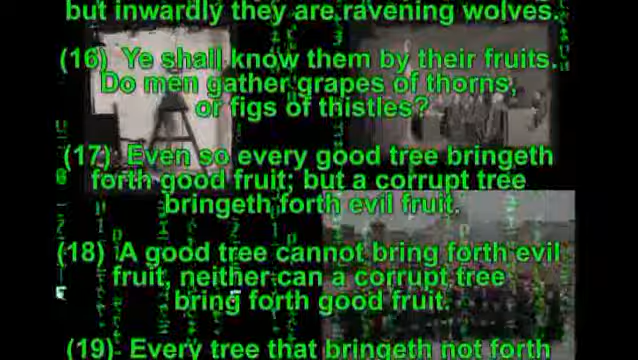 but inwardly they are ravening wolves.
(16) Ye shall know them by their fruits.
Do men gather grapes of thorns,
or figs of thistles?
(17) Even so every good tree bringeth
forth good fruit; but a corrupt tree
bringeth forth evil fruit.
(18) A good tree cannot bring forth evil
fruit, neither can a corrupt tree
bring forth good fruit.
(19) Every tree that bringeth not forth